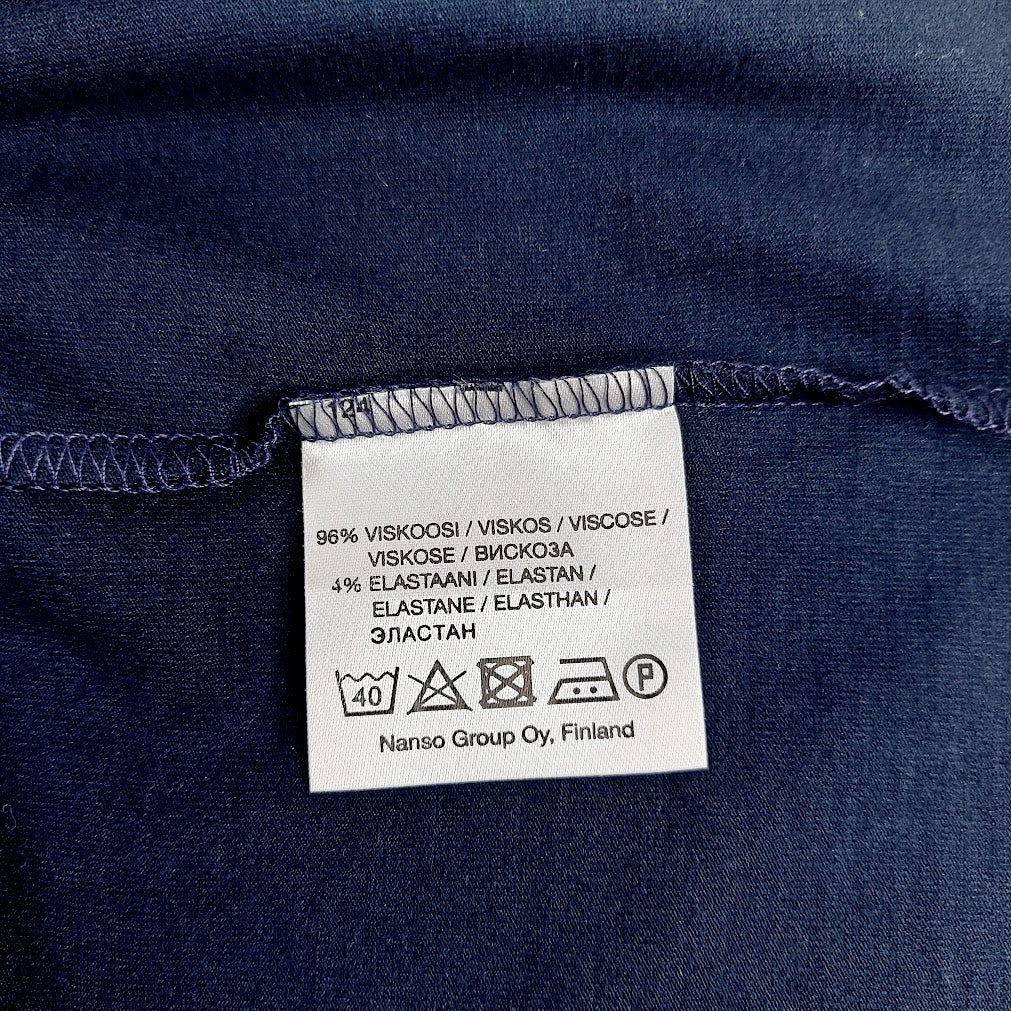 124
96% VISKOOSI / VISKOS / VISCOSE /
VISKOSE / ВИСКОЗА
4% ELASTAANI / ELASTAN /
ELASTANE / ELASTHAN /
ЭЛАСТАН
40 P
Nanso Group Oy, Finland